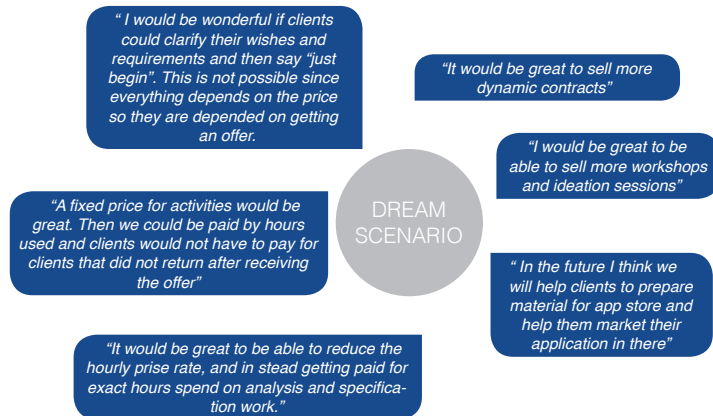 " I would be wonderful if clients
could clarify their wishes and
requirements and then say “just
begin”. This is not possible since
everything depends on the price
so they are depended on getting
an offer.
“It would be great to sell more
dynamic contracts”
“I would be great to be
able to sell more workshops
and ideation sessions”
“A fixed price for activities would be
great. Then we could be paid by hours
used and clients would not have to pay for
clients that did not return after receiving
the offer”
DREAM
SCENARIO
“ In the future I think we
will help clients to prepare
material for app store and
help them market their
application in there”
“It would be great to be able to reduce the
hourly prise rate, and in stead getting paid for
exact hours spend on analysis and specifica-
tion work.”